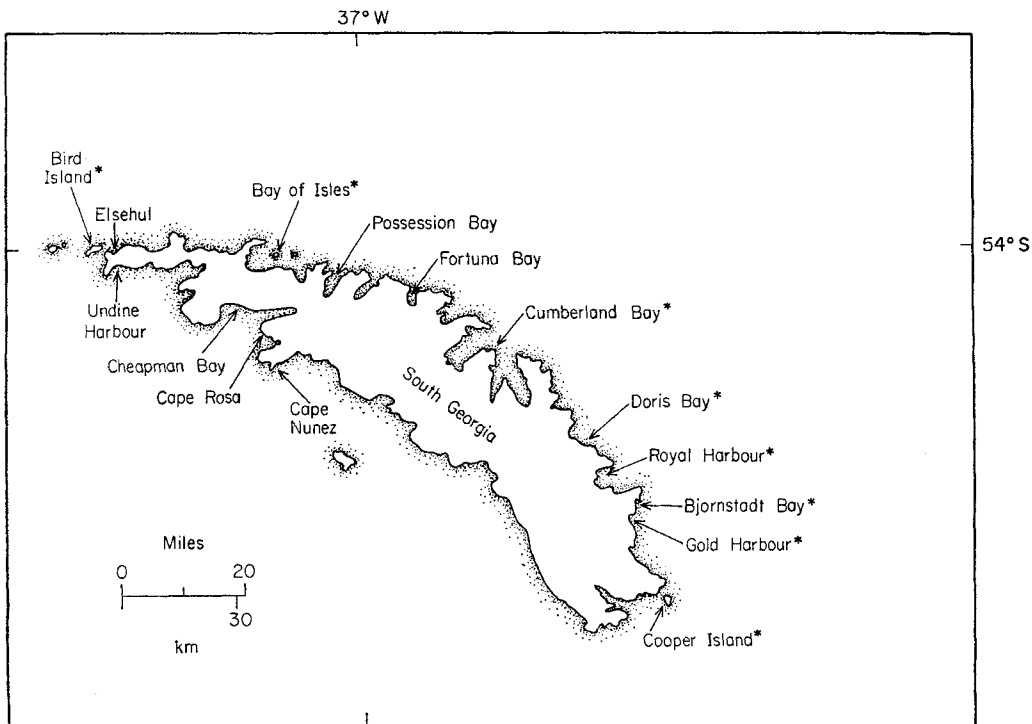 37° W
54° S
Bird
Island*
Elsehul
Bay of Isles*
Possession Bay
Fortuna Bay
Undine
Harbour
Cumberland Bay*
Cheapman Bay
Cape Rosa
Cape
Nunez
South Georgia
Doris Bay*
Royal Harbour*
Bjornstadt Bay*
Gold Harbour*
Miles
0 20
30
km
Cooper Island*